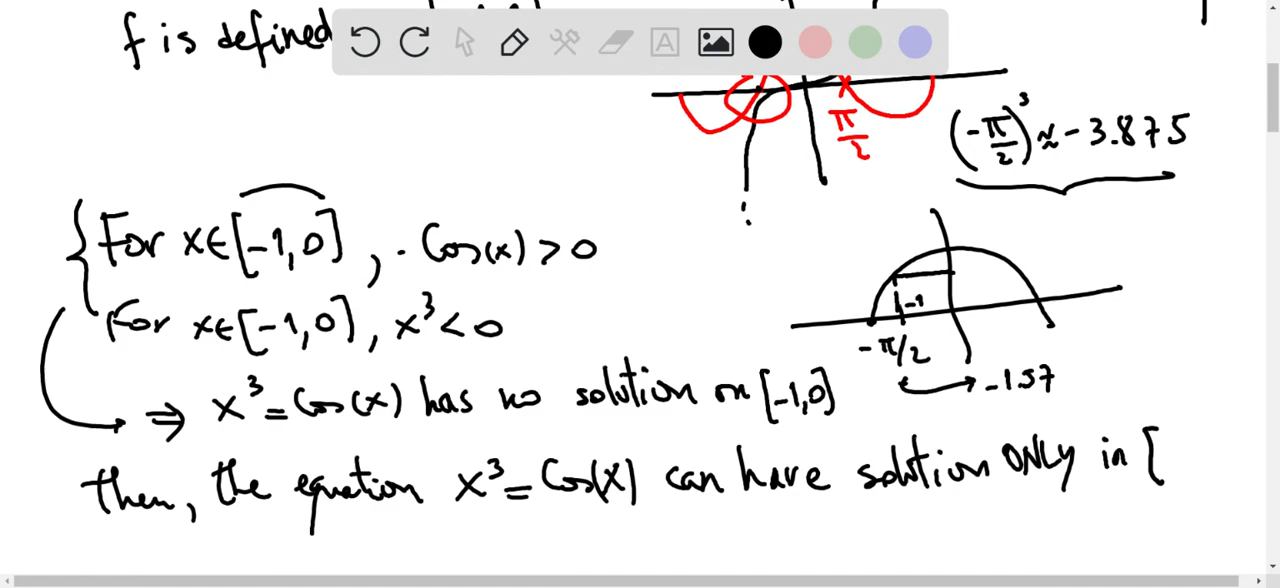 f is defined
π/2
(-π/2)³ ≈ -3.875
For x∈[-1,0], Cos(x) > 0
For x∈[-1,0], x³ < 0
-1
-π/2
-1.57
⇒ x³ = Cos(x) has no solution on [-1,0]
then, the equation x³ = Cos(x) can have solution ONLY in [